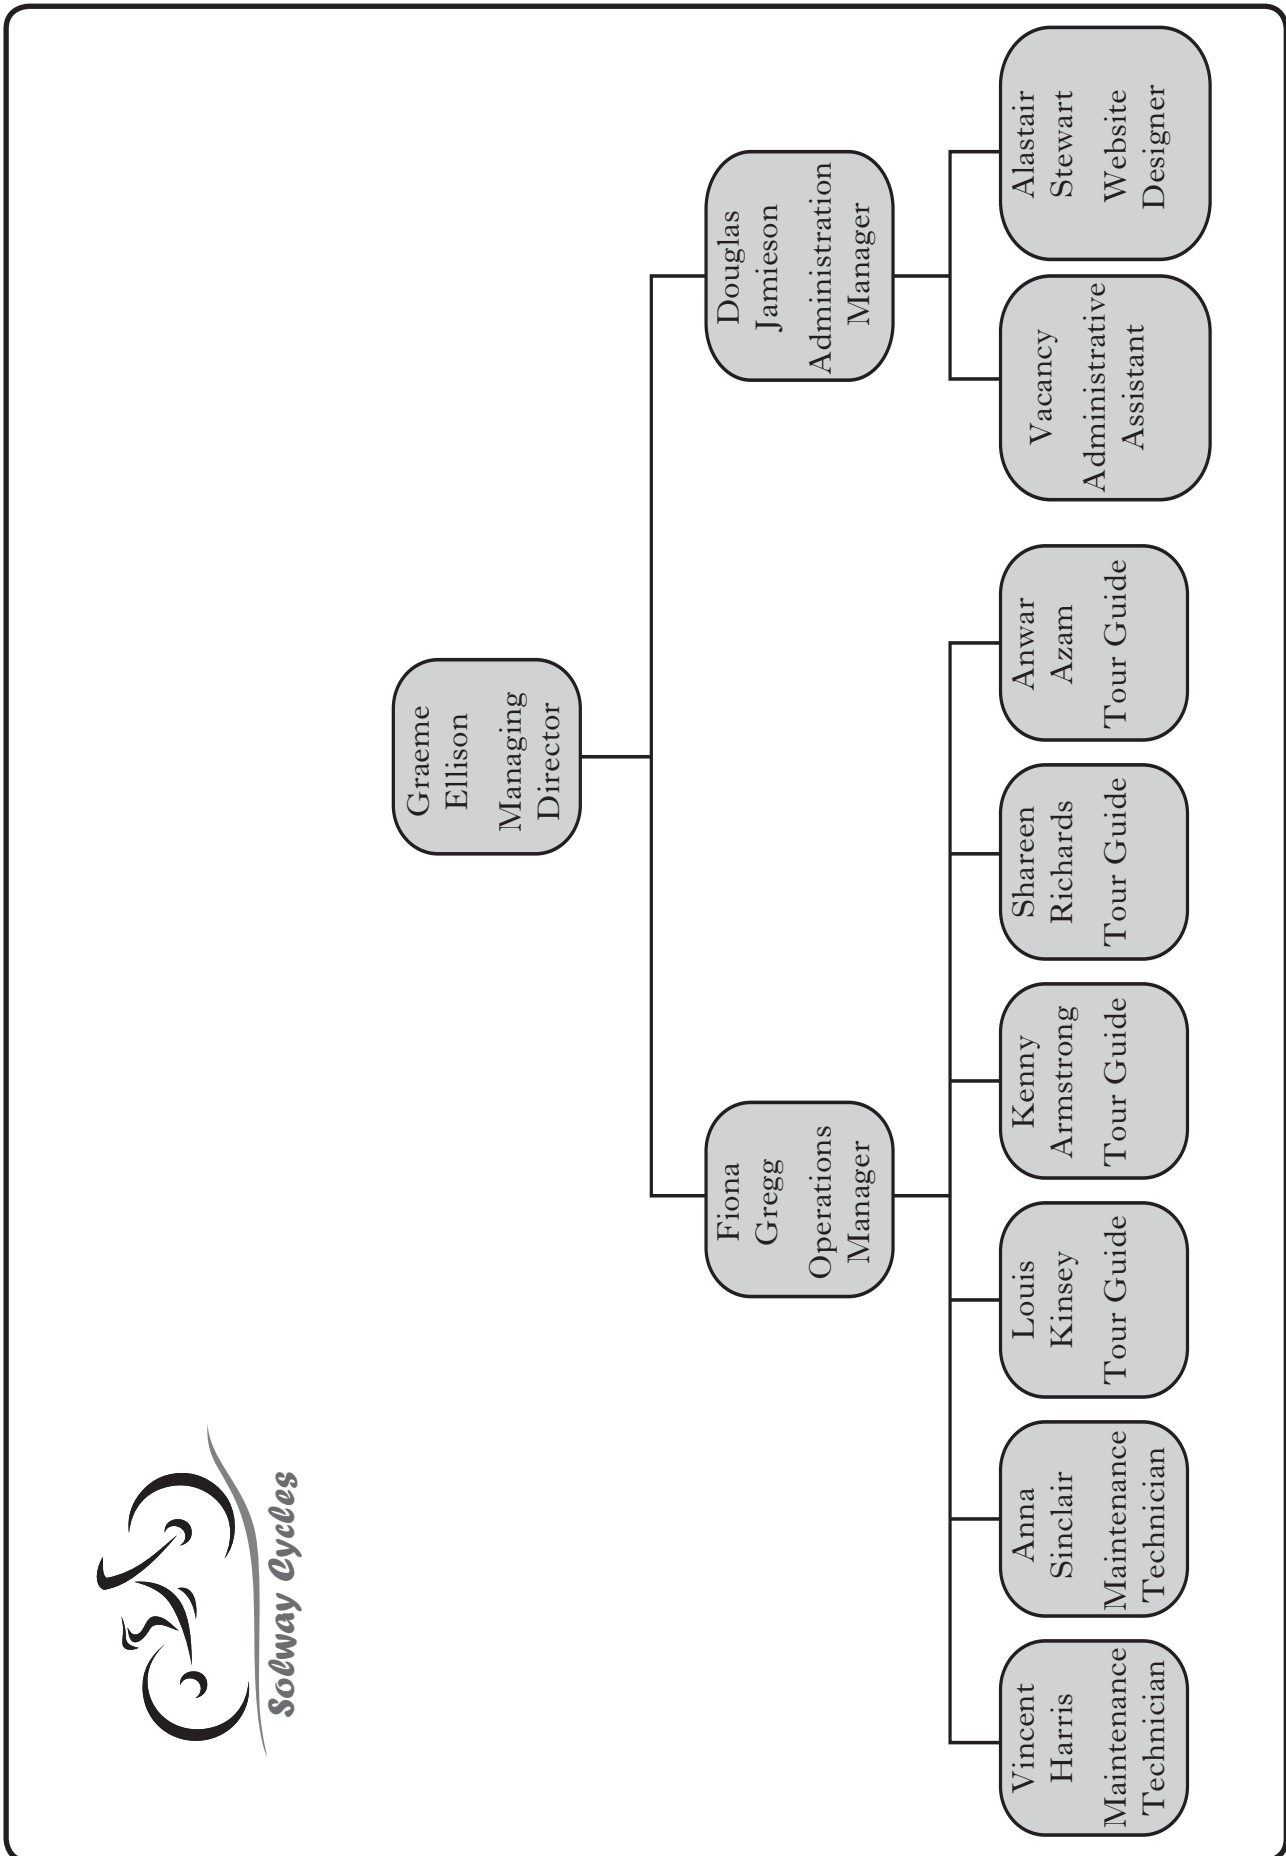 Solway Cycles
Graeme
Ellison
Managing
Director
Fiona
Gregg
Operations
Manager
Douglas
Jamieson
Administration
Manager
Vincent
Harris
Maintenance
Technician
Anna
Sinclair
Maintenance
Technician
Louis
Kinsey
Tour Guide
Kenny
Armstrong
Tour Guide
Shareen
Richards
Tour Guide
Anwar
Azam
Tour Guide
Vacancy
Administrative
Assistant
Alastair
Stewart
Website
Designer